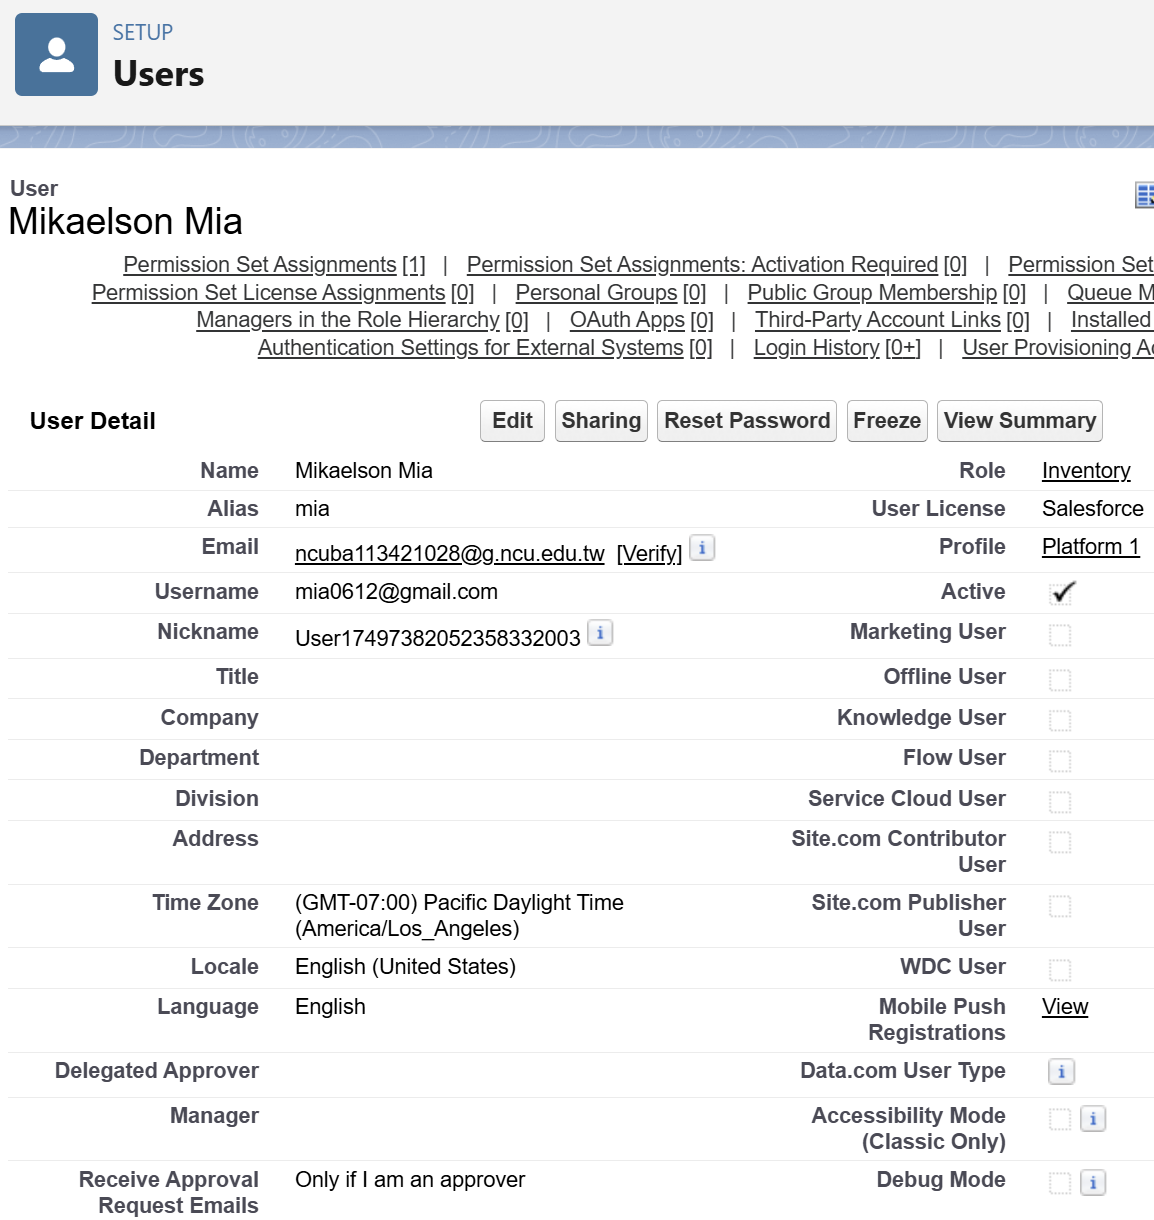 SETUP
Users
User
Mikaelson Mia
Permission Set Assignments [1] | Permission Set Assignments: Activation Required [0] | Permission Set
Permission Set License Assignments [0] | Personal Groups [0] | Public Group Membership [0] | Queue M
Managers in the Role Hierarchy [0] | OAuth Apps [0] | Third-Party Account Links [0] | Installed
Authentication Settings for External Systems [0] | Login History [0+] | User Provisioning Ac
User Detail Edit Sharing Reset Password Freeze View Summary
Name Mikaelson Mia Role Inventory
Alias mia User License Salesforce
Email ncuba113421028@g.ncu.edu.tw [Verify] i Profile Platform 1
Username mia0612@gmail.com Active
Nickname User17497382052358332003 i Marketing User
Title Offline User
Company Knowledge User
Department Flow User
Division Service Cloud User
Address Site.com Contributor
User
Time Zone (GMT-07:00) Pacific Daylight Time Site.com Publisher
(America/Los_Angeles) User
Locale English (United States) WDC User
Language English Mobile Push View
Registrations
Delegated Approver Data.com User Type i
Manager Accessibility Mode i
(Classic Only)
Receive Approval Only if I am an approver Debug Mode i
Request Emails